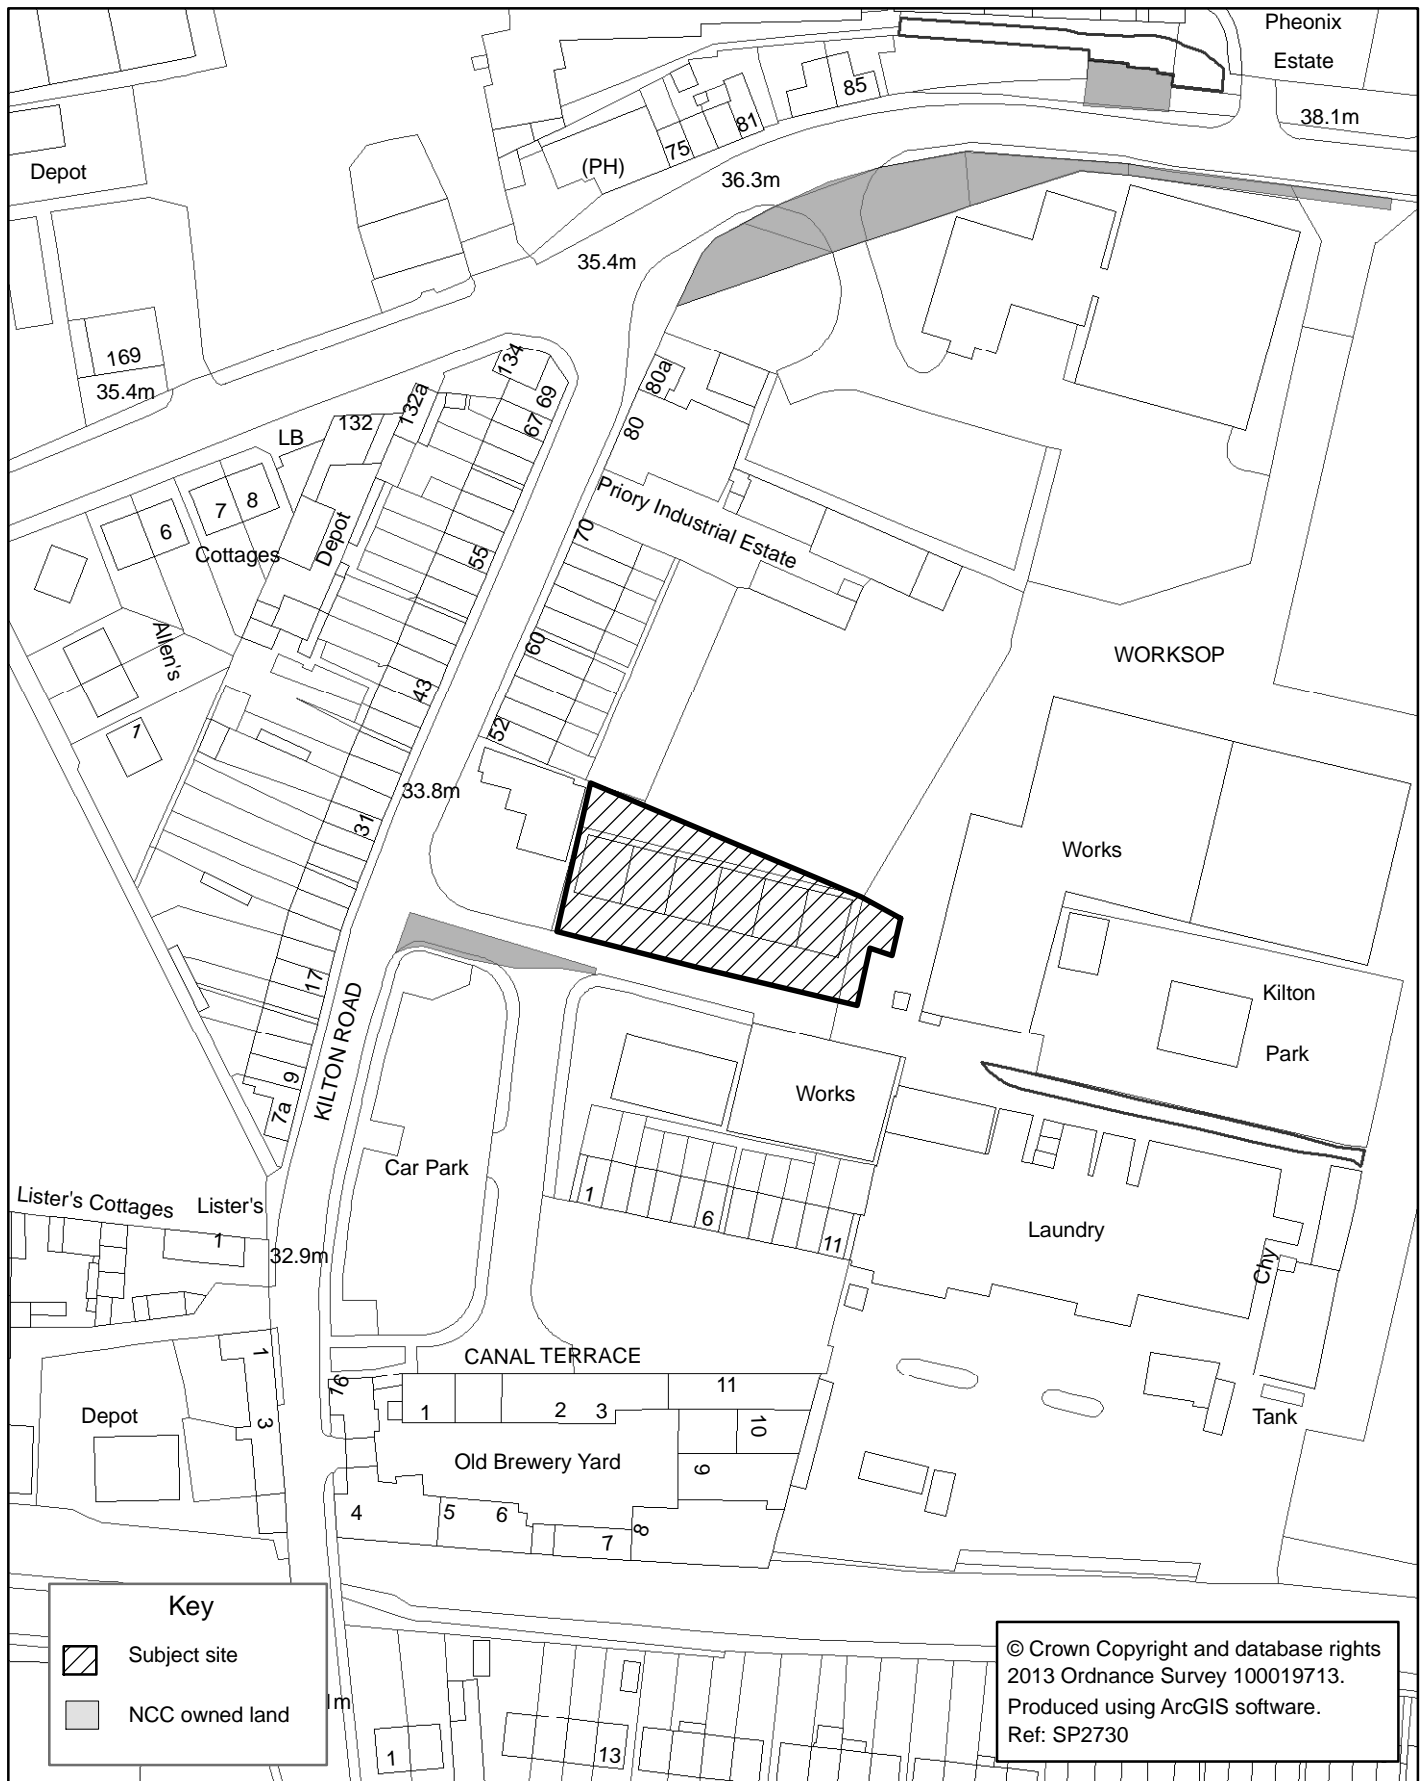 Pheonix
Estate
38.1m
85
81
75
(PH)
36.3m
Depot
35.4m
169
35.4m
134
69
67
132a
132
LB
80a
80
8
7
6
Cottages
Depot
Priory Industrial Estate
70
55
60
Allen's
1
43
52
WORKSOP
33.8m
31
Works
17
KILTON ROAD
Kilton
Park
9
7a
Works
Car Park
Lister's Cottages
Lister's
1
1
6
11
Laundry
Chy
32.9m
CANAL TERRACE
1
3
16
1
2
3
11
10
9
Depot
Old Brewery Yard
Tank
4
5
6
7
8
Key
Subject site
NCC owned land
1
13
© Crown Copyright and database rights
2013 Ordnance Survey 100019713.
Produced using ArcGIS software.
Ref: SP2730